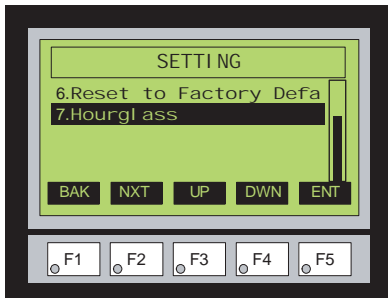 SETTING
6.Reset to Factory Defa
7.Hourglass
BAK NXT UP DWN ENT
F1 F2 F3 F4 F5